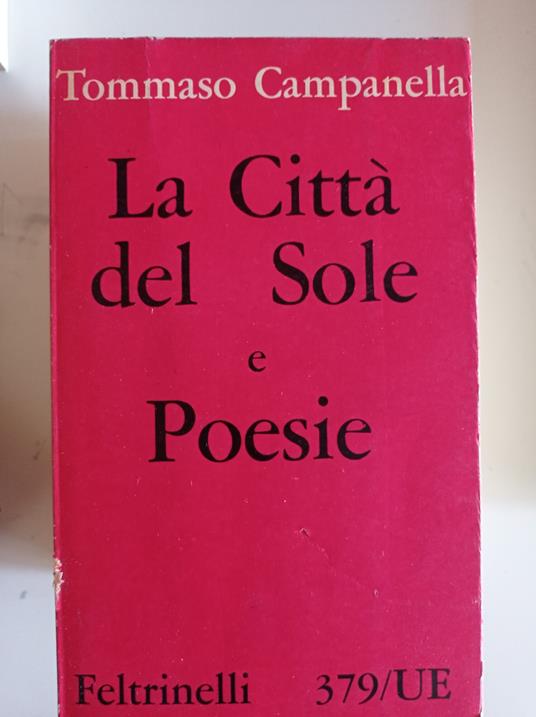 Tommaso Campanella
La Città
del Sole
e
Poesie
Feltrinelli 379/UE